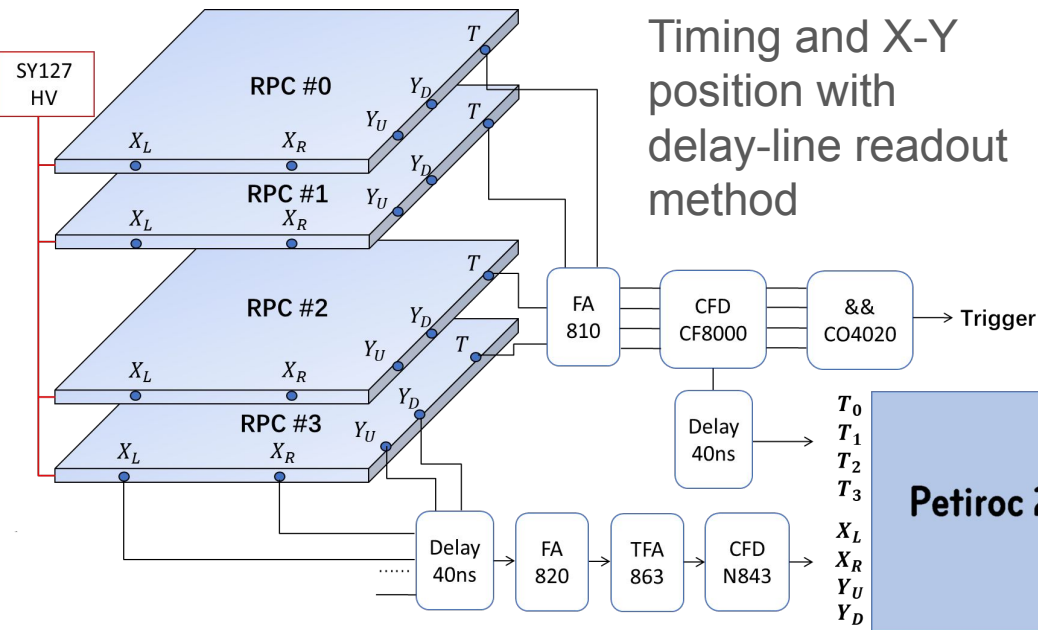 Timing and X-Y
position with
delay-line readout
method
SY127
HV
RPC #0
T
Y_D
Y_U
X_L
X_R
RPC #1
T
Y_D
Y_U
X_L
X_R
RPC #2
T
Y_D
Y_U
X_L
X_R
RPC #3
T
Y_D
Y_U
X_L
X_R
FA
810
CFD
CF8000
&&
CO4020
Trigger
Delay
40ns
T_0
T_1
T_2
T_3
Petiroc
X_L
X_R
Y_U
Y_D
......
Delay
40ns
FA
820
TFA
863
CFD
N843